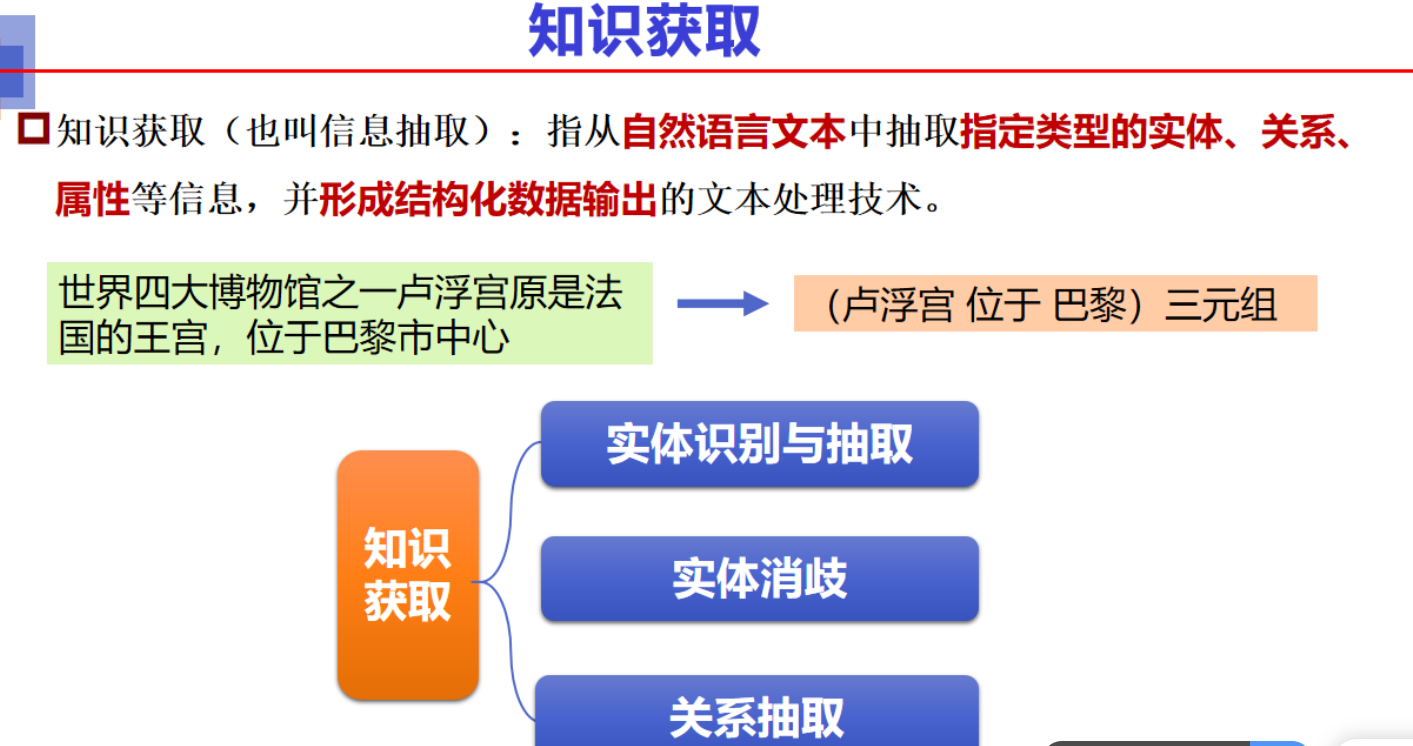 知识获取
知识获取（也叫信息抽取）：指从自然语言文本中抽取指定类型的实体、关系、
属性等信息，并形成结构化数据输出的文本处理技术。
世界四大博物馆之一卢浮宫原是法
国的王宫，位于巴黎市中心
（卢浮宫 位于 巴黎）三元组
实体识别与抽取
知识
获取
实体消歧
关系抽取